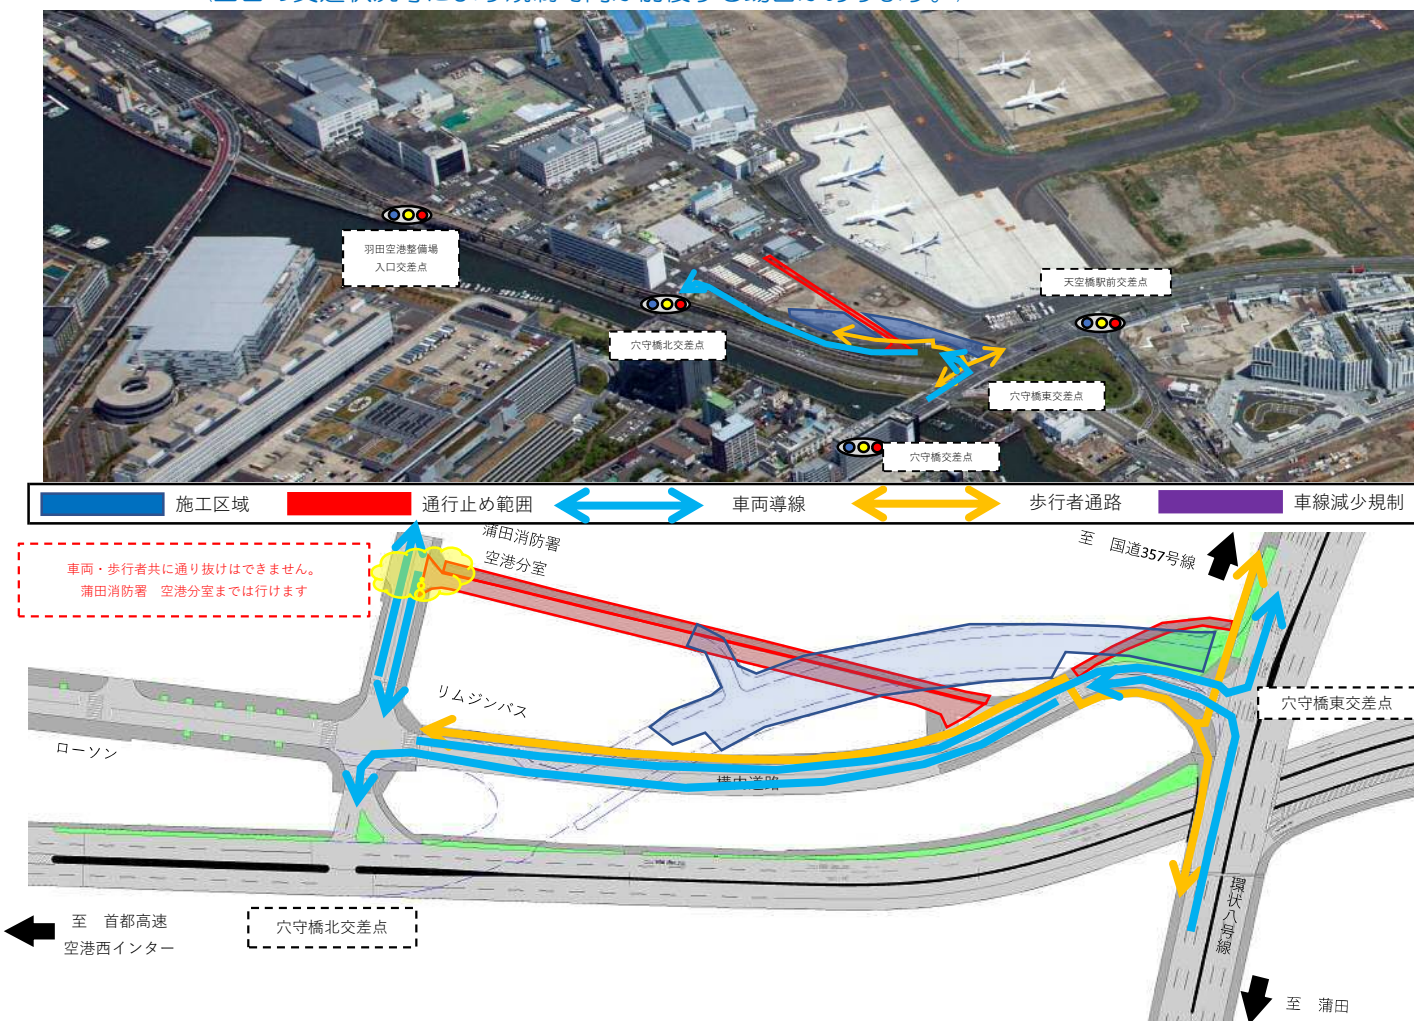 羽田空港整備場
入口交差点
天空橋駅前交差点
穴守橋北交差点
穴守橋東交差点
穴守橋交差点
施工区域
通行止め範囲
車両導線
歩行者通路
車線減少規制
蒲田消防署
空港分室
至 国道357号線
車両・歩行者共に通り抜けはできません。
蒲田消防署 空港分室までは行けます
リムジンバス
穴守橋東交差点
ローソン
構内道路
環状八号線
至 首都高速
空港西インター
穴守橋北交差点
至 蒲田